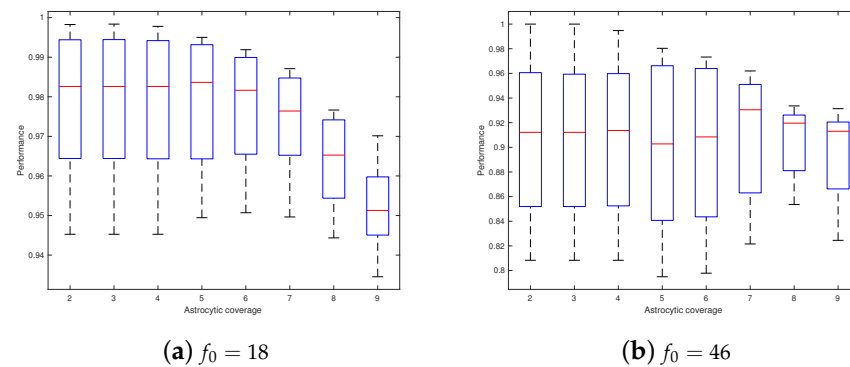 1
0.99
0.98
0.97
0.96
0.95
0.94
Performance
2 3 4 5 6 7 8 9
Astrocytic coverage
(a) f₀ = 18
1
0.98
0.96
0.94
0.92
0.9
0.88
0.86
0.84
0.82
0.8
Performance
2 3 4 5 6 7 8 9
Astrocytic coverage
(b) f₀ = 46